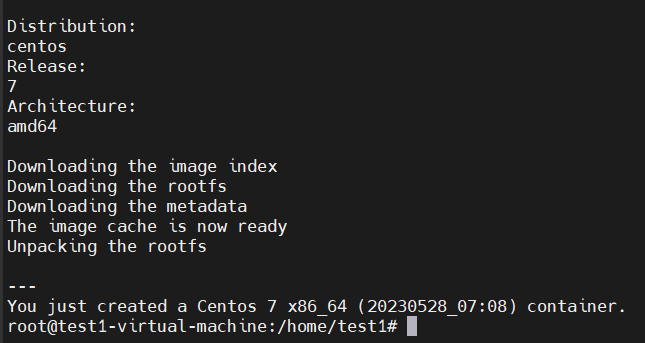 Distribution:
centos
Release:
7
Architecture:
amd64
Downloading the image index
Downloading the rootfs
Downloading the metadata
The image cache is now ready
Unpacking the rootfs
---
You just created a Centos 7 x86_64 (20230528_07:08) container.
root@test1-virtual-machine:/home/test1#